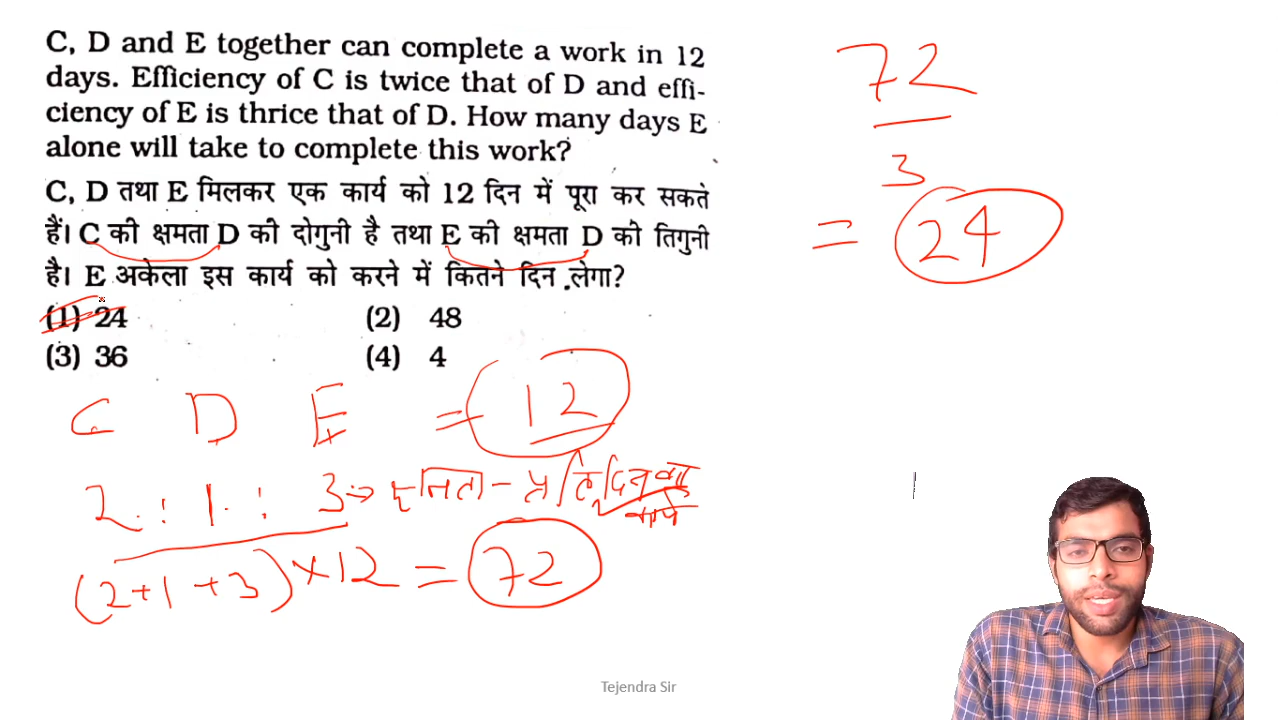 C, D and E together can complete a work in 12
days. Efficiency of C is twice that of D and effi-
ciency of E is thrice that of D. How many days E
alone will take to complete this work?
C, D तथा E मिलकर एक कार्य को 12 दिन में पूरा कर सकते
हैं। C की क्षमता D की दोगुनी है तथा E की क्षमता D की तिगुनी
है। E अकेला इस कार्य को करने में कितने दिन लेगा?
(1) 24 (2) 48
(3) 36 (4) 4
C D E = 12
2 : 1 : 3 → - प्रति दिन का
कार्य
(2+1+3) × 12 = 72
72
3
= 24
Tejendra Sir